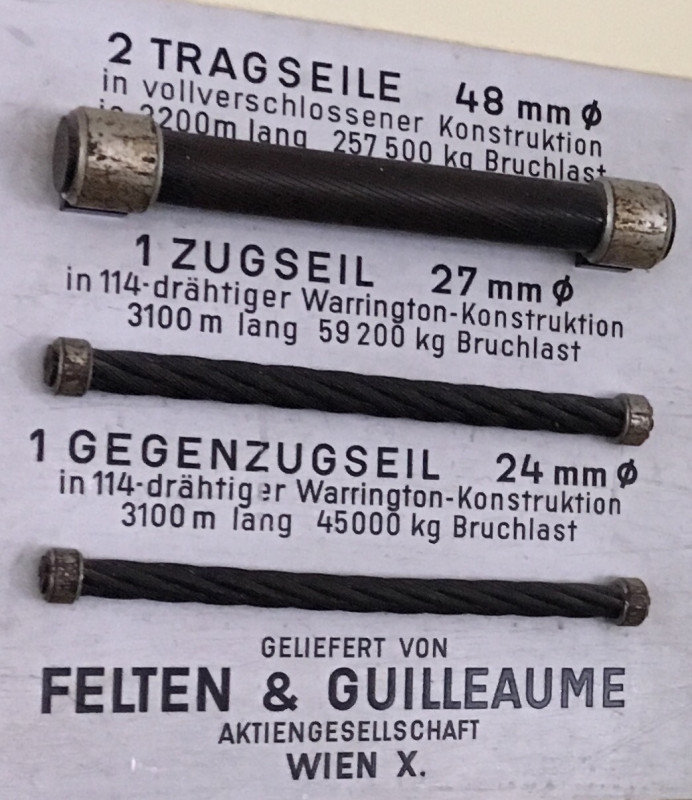 2 TRAGSEILE 48 mm ϕ
in vollverschlossener Konstruktion
je 3200m lang 257 500 kg Bruchlast
1 ZUGSEIL 27 mm ϕ
in 114-drähtiger Warrington-Konstruktion
3100 m lang 59 200 kg Bruchlast
1 GEGENZUGSEIL 24 mm ϕ
in 114-drähtiger Warrington-Konstruktion
3100 m lang 45000 kg Bruchlast
GELIEFERT VON
FELTEN & GUILLEAUME
AKTIENGESELLSCHAFT
WIEN X.